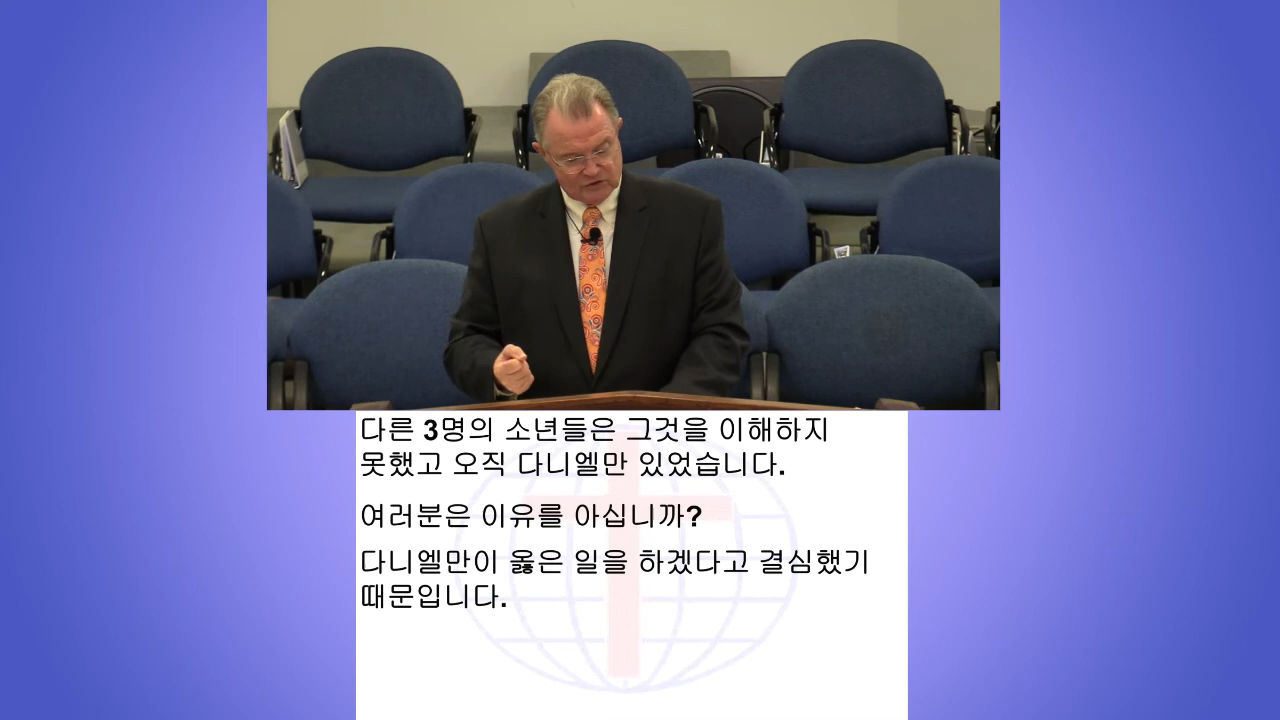 다른 3명의 소년들은 그것을 이해하지
못했고 오직 다니엘만 있었습니다.
여러분은 이유를 아십니까?
다니엘만이 옳은 일을 하겠다고 결심했기
때문입니다.